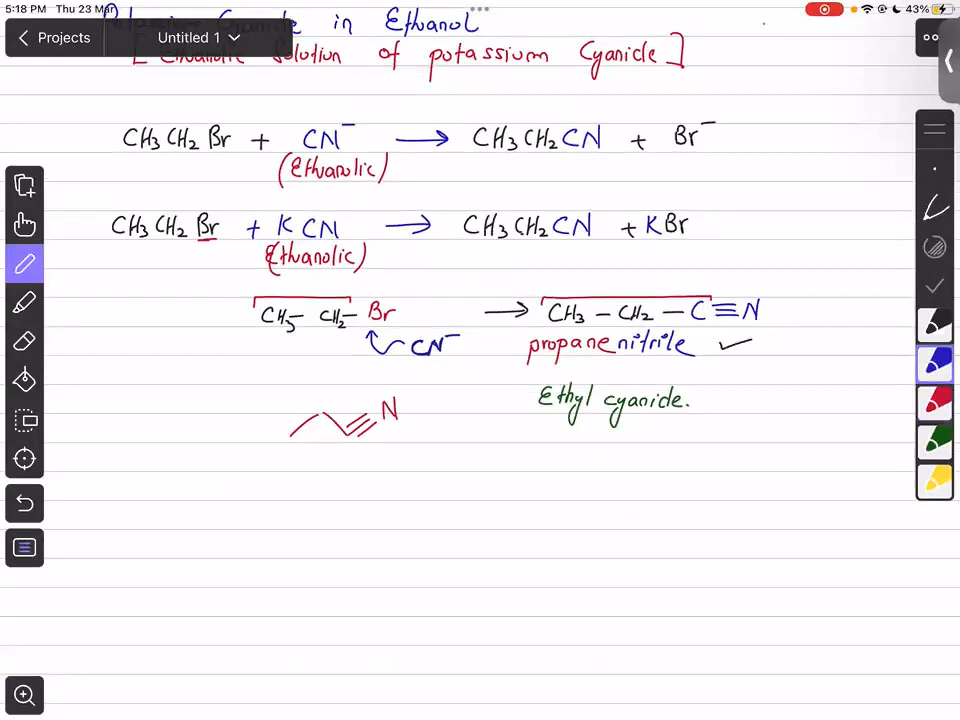 5:18 PM Thu 23 Mar
43%
Projects
Untitled 1
Cyanide in Ethanol
[Ethanolic Solution of potassium Cyanide]
CH3 CH2 Br + CN⁻ → CH3 CH2 CN + Br⁻
(Ethanolic)
CH3 CH2 Br + K CN → CH3 CH2 CN + KBr
(Ethanolic)
CH3 – CH2 – Br → CH3 – CH2 – C≡N
CN⁻ propanenitrile ✓
Ethyl cyanide.
N